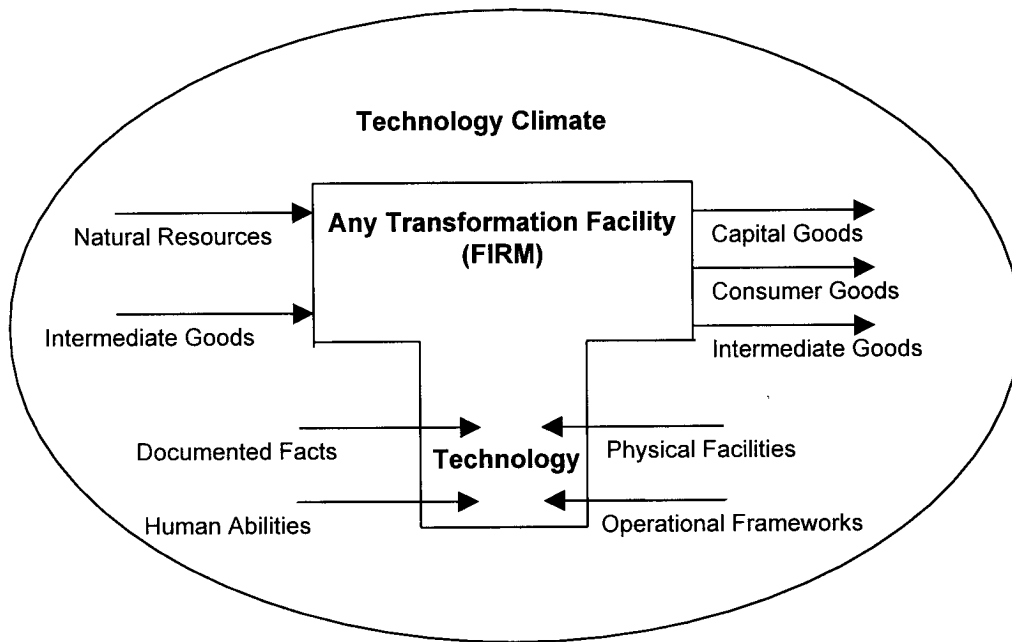 Technology Climate
Any Transformation Facility
(FIRM)
Natural Resources
Intermediate Goods
Capital Goods
Consumer Goods
Intermediate Goods
Documented Facts
Human Abilities
Technology
Physical Facilities
Operational Frameworks